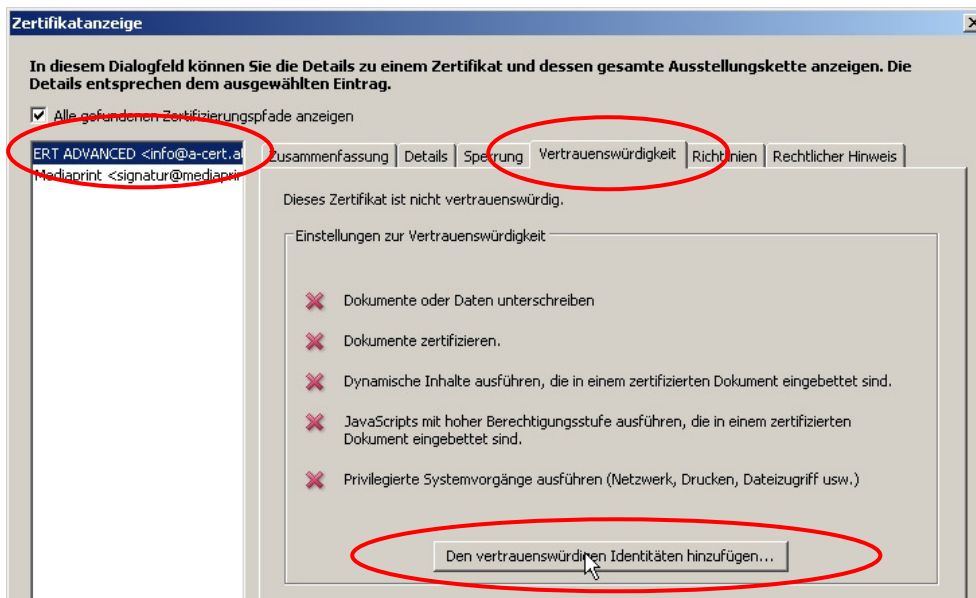 Zertifikatanzeige
In diesem Dialogfeld können Sie die Details zu einem Zertifikat und dessen gesamte Ausstellungskette anzeigen. Die
Details entsprechen dem ausgewählten Eintrag.
Alle gefundenen Zertifizierungspfade anzeigen
ERT ADVANCED <info@a-cert.at
Mediaprint <signatur@mediaprin
Zusammenfassung Details Sperrung Vertrauenswürdigkeit Richtlinien Rechtlicher Hinweis
Dieses Zertifikat ist nicht vertrauenswürdig.
Einstellungen zur Vertrauenswürdigkeit
Dokumente oder Daten unterschreiben
Dokumente zertifizieren.
Dynamische Inhalte ausführen, die in einem zertifizierten Dokument eingebettet sind.
JavaScripts mit hoher Berechtigungsstufe ausführen, die in einem zertifizierten
Dokument eingebettet sind.
Privilegierte Systemvorgänge ausführen (Netzwerk, Drucken, Dateizugriff usw.)
Den vertrauenswürdigen Identitäten hinzufügen...